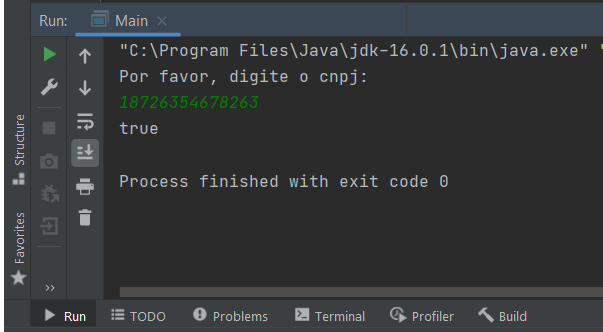 Run: Main
"C:\Program Files\Java\jdk-16.0.1\bin\java.exe" "
Por favor, digite o cnpj:
18726354678263
true
Process finished with exit code 0
Structure
Favorites
Run TODO Problems Terminal Profiler Build